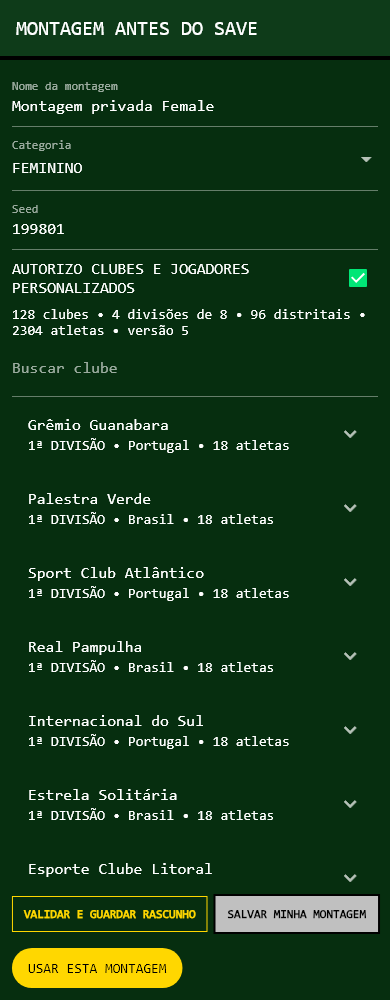 MONTAGEM ANTES DO SAVE
Nome da montagem
Montagem privada Female
Categoria
FEMININO
Seed
199801
AUTORIZO CLUBES E JOGADORES
PERSONALIZADOS
128 clubes • 4 divisões de 8 • 96 distritais •
2304 atletas • versão 5
Buscar clube
Grêmio Guanabara
1ª DIVISÃO • Portugal • 18 atletas
Palestra Verde
1ª DIVISÃO • Brasil • 18 atletas
Sport Club Atlântico
1ª DIVISÃO • Portugal • 18 atletas
Real Pampulha
1ª DIVISÃO • Brasil • 18 atletas
Internacional do Sul
1ª DIVISÃO • Portugal • 18 atletas
Estrela Solitária
1ª DIVISÃO • Brasil • 18 atletas
Esporte Clube Litoral
VALIDAR E GUARDAR RASCUNHO
SALVAR MINHA MONTAGEM
USAR ESTA MONTAGEM